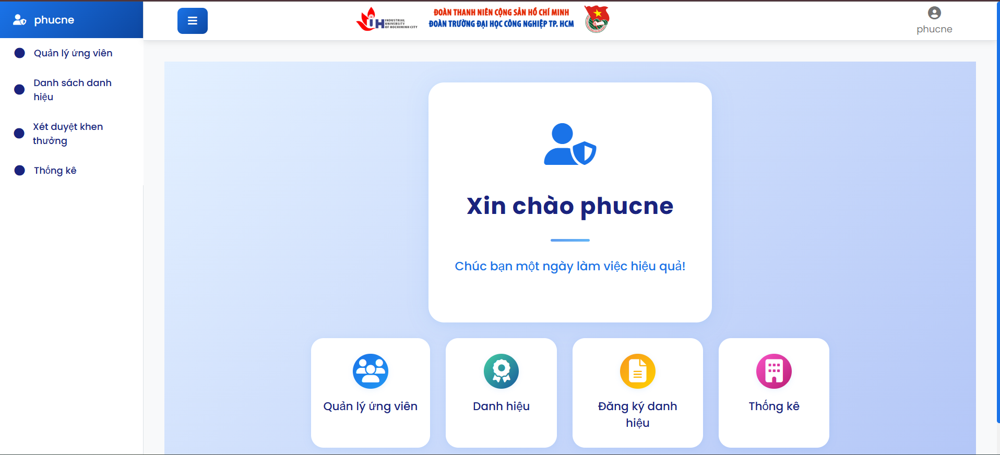 phucne
Quản lý ứng viên
Danh sách danh
hiệu
Xét duyệt khen
thưởng
Thống kê
IUH
INDUSTRIAL
UNIVERSITY
OF HOCHIMINH CITY
ĐOÀN THANH NIÊN CỘNG SẢN HỒ CHÍ MINH
ĐOÀN TRƯỜNG ĐẠI HỌC CÔNG NGHIỆP TP. HCM
phucne
Xin chào phucne
Chúc bạn một ngày làm việc hiệu quả!
Quản lý ứng viên
Danh hiệu
Đăng ký danh
hiệu
Thống kê